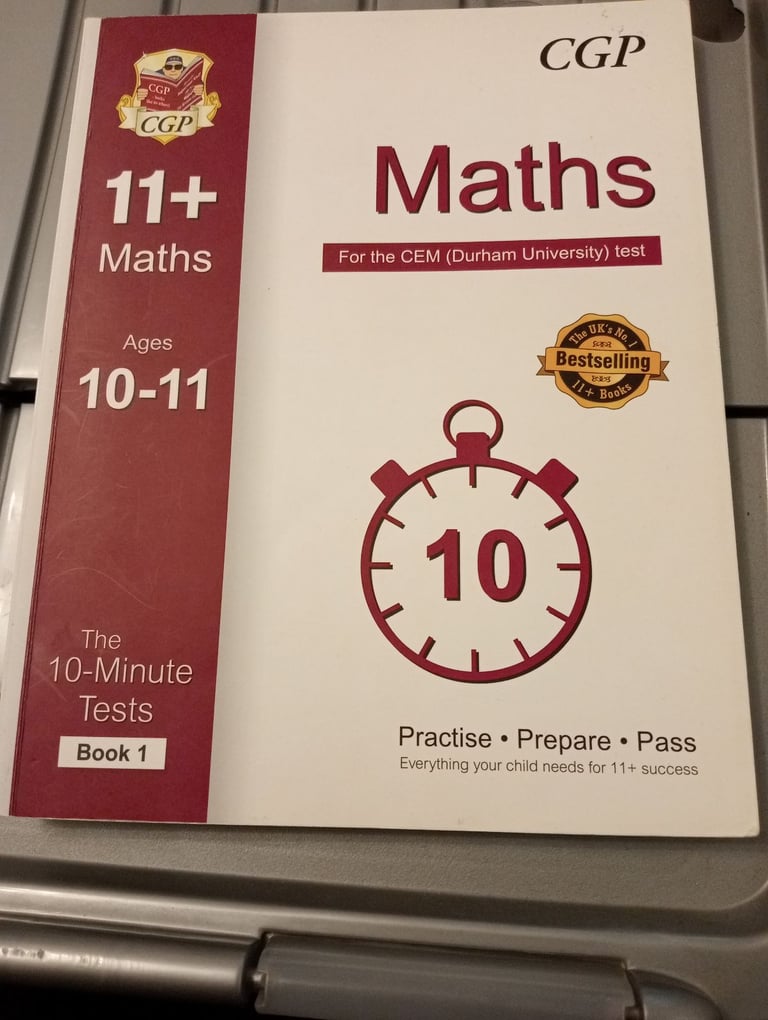 CGP
CGP
11+
Maths
Ages
10-11
The
10-Minute
Tests
Book 1
CGP
Maths
For the CEM (Durham University) test
The UK's No. 1
Bestselling
11+ Books
10
Practise • Prepare • Pass
Everything your child needs for 11+ success